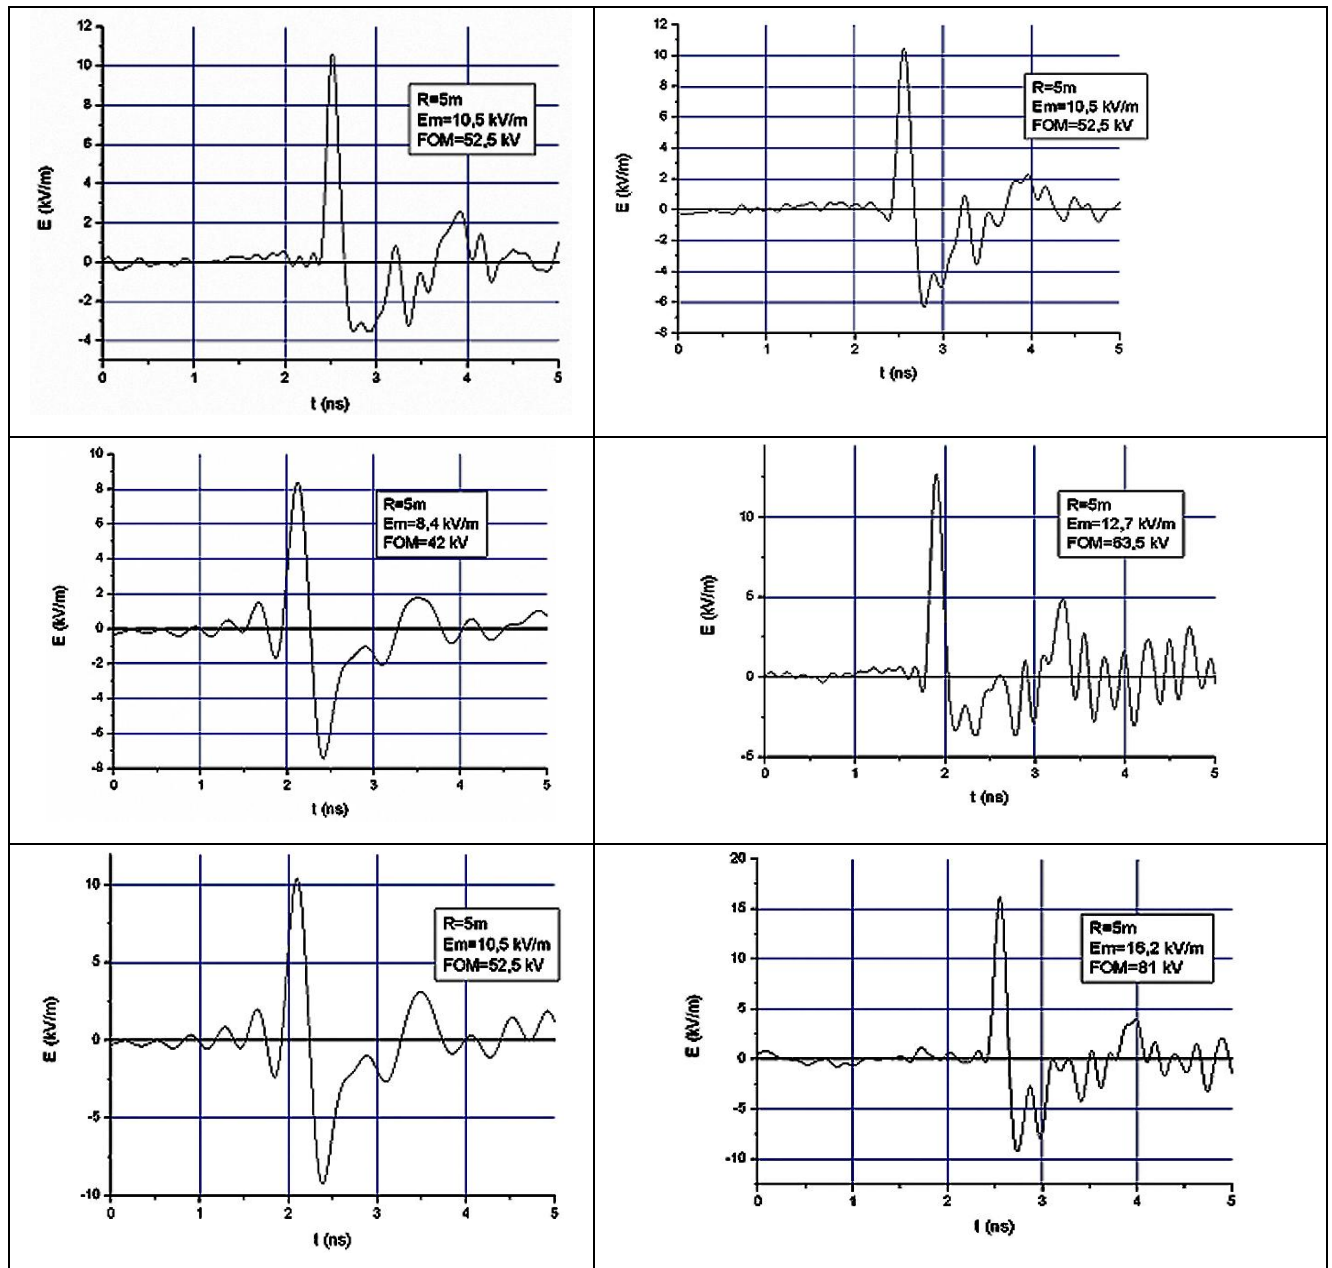 12
10
8
6
4
2
0
-2
-4
E (kV/m)
R=5m
Em=10,5 kV/m
FOM=52,5 kV
0 1 2 3 4 5
t (ns)
12
10
8
6
4
2
0
-2
-4
-6
-8
E (kV/m)
R=5m
Em=10,5 kV/m
FOM=52,5 kV
0 1 2 3 4 5
t (ns)
10
8
6
4
2
0
-2
-4
-6
-8
E (kV/m)
R=5m
Em=8,4 kV/m
FOM=42 kV
0 1 2 3 4 5
t (ns)
10
5
0
-5
E (kV/m)
R=5m
Em=12,7 kV/m
FOM=63,5 kV
0 1 2 3 4 5
t (ns)
10
5
0
-5
-10
E (kV/m)
R=5m
Em=10,5 kV/m
FOM=52,5 kV
0 1 2 3 4 5
t (ns)
20
15
10
5
0
-5
-10
E (kV/m)
R=5m
Em=16,2 kV/m
FOM=81 kV
0 1 2 3 4 5
t (ns)